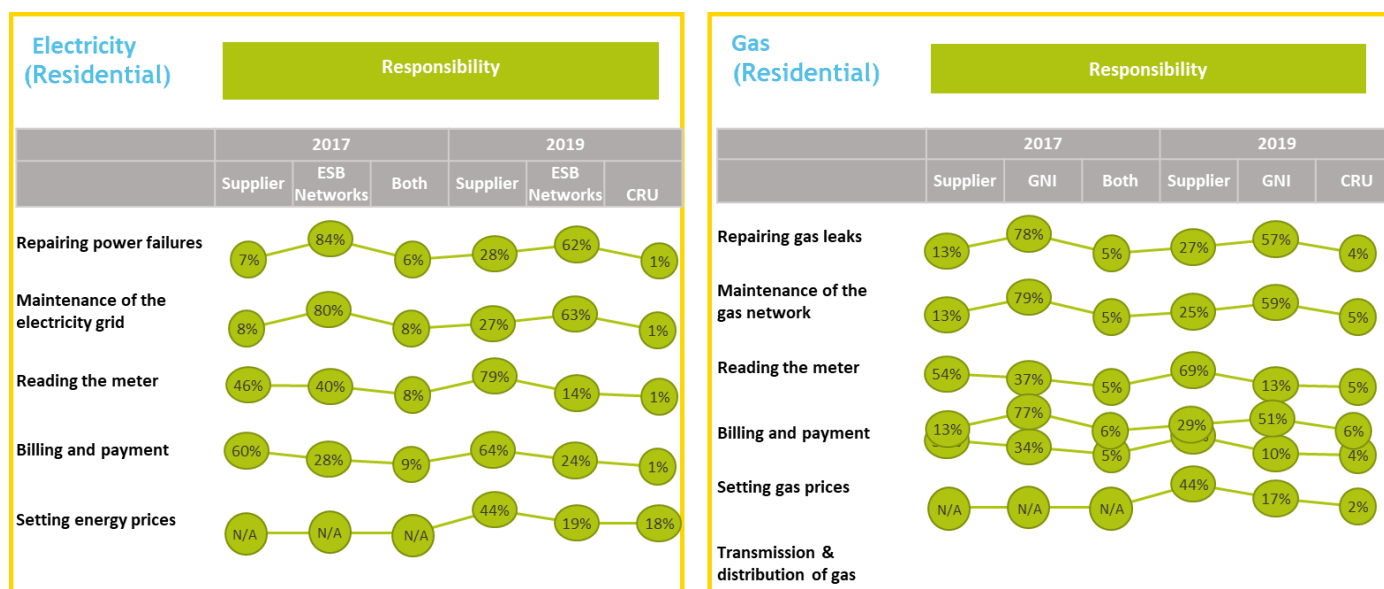 Electricity
(Residential)
Responsibility
2017 2019
Supplier ESB Networks Both Supplier ESB Networks CRU
Repairing power failures 7% 84% 6% 28% 62% 1%
Maintenance of the
electricity grid 8% 80% 8% 27% 63% 1%
Reading the meter 46% 40% 8% 79% 14% 1%
Billing and payment 60% 28% 9% 64% 24% 1%
Setting energy prices N/A N/A N/A 44% 19% 18%
Gas
(Residential)
Responsibility
2017 2019
Supplier GNI Both Supplier GNI CRU
Repairing gas leaks 13% 78% 5% 27% 57% 4%
Maintenance of the
gas network 13% 79% 5% 25% 59% 5%
Reading the meter 54% 37% 5% 69% 13% 5%
13% 77% 6% 29% 51% 6%
Billing and payment 34% 5% 10% 4%
Setting gas prices N/A N/A N/A 44% 17% 2%
Transmission &
distribution of gas